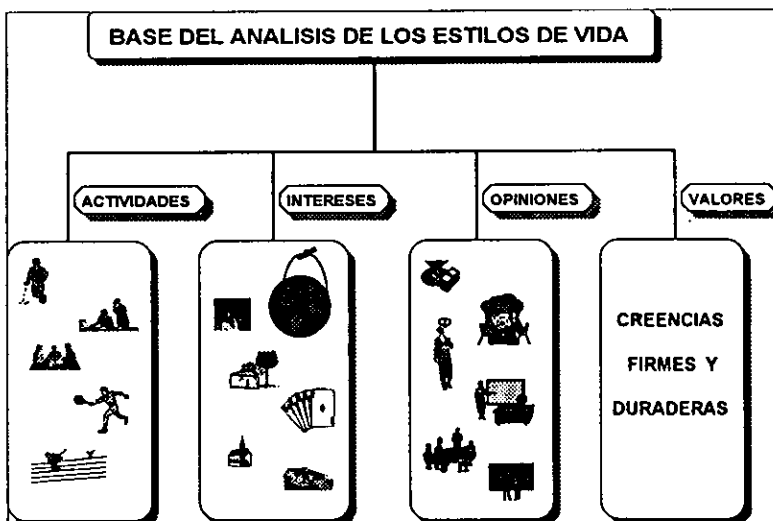 BASE DEL ANALISIS DE LOS ESTILOS DE VIDA
ACTIVIDADES
INTERESES
OPINIONES
VALORES
CREENCIAS
FIRMES Y
DURADERAS